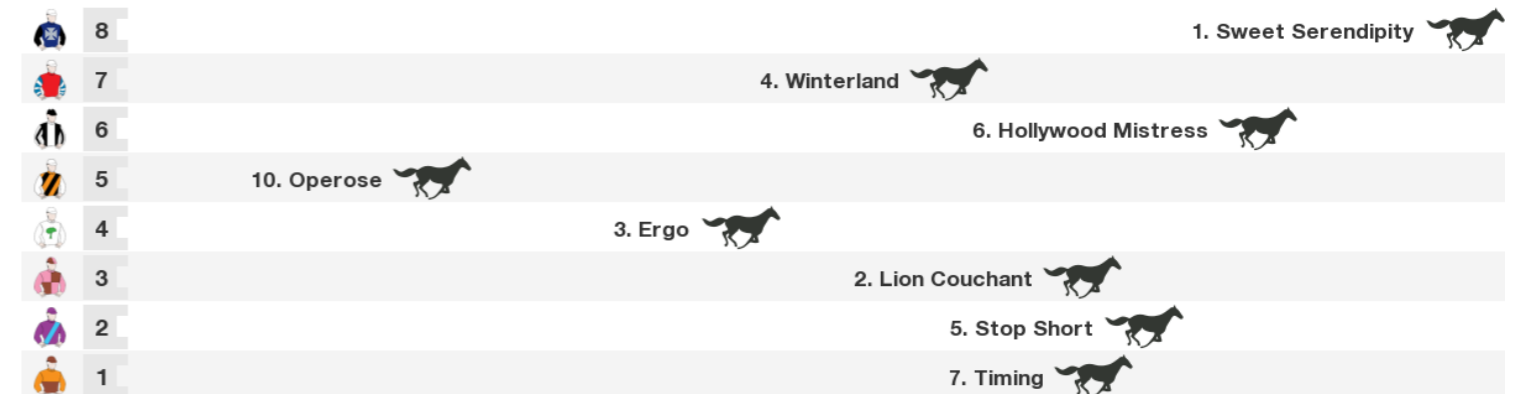 8 1. Sweet Serendipity
7 4. Winterland
6 6. Hollywood Mistress
5 10. Operose
4 3. Ergo
3 2. Lion Couchant
2 5. Stop Short
1 7. Timing